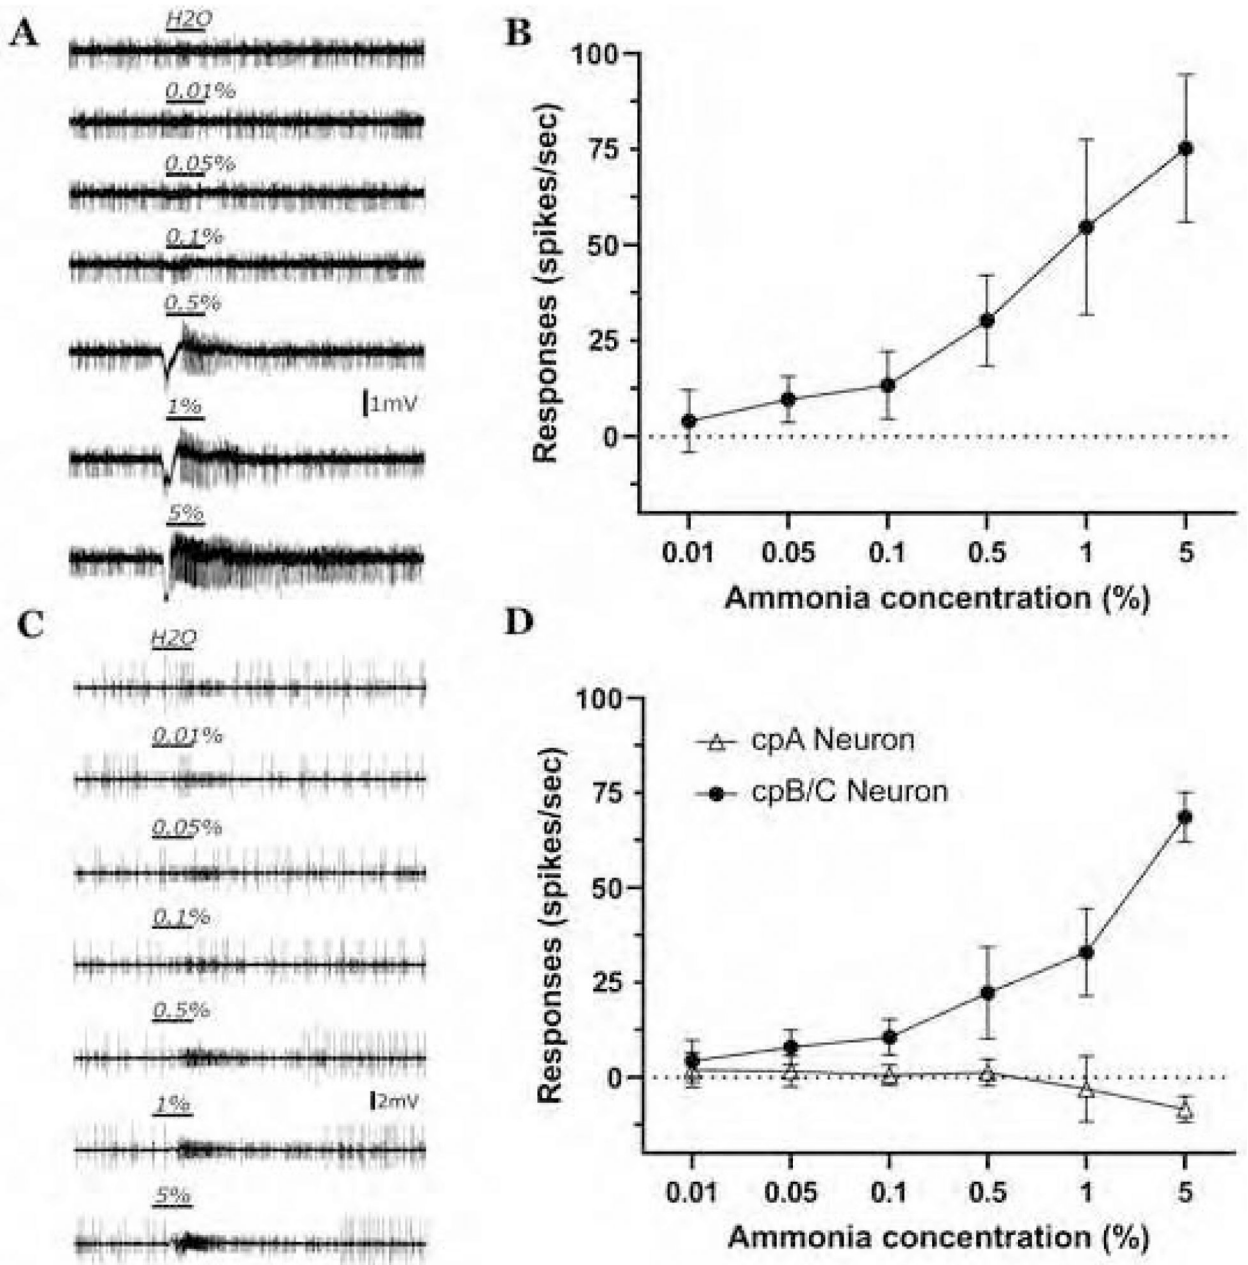 A
H2O
0.01%
0.05%
0.1%
0.5%
1mV
1%
5%
B
100
75
50
25
0
Responses (spikes/sec)
0.01 0.05 0.1 0.5 1 5
Ammonia concentration (%)
C
H2O
0.01%
0.05%
0.1%
0.5%
2mV
1%
5%
D
100
75
50
25
0
Responses (spikes/sec)
cpA Neuron
cpB/C Neuron
0.01 0.05 0.1 0.5 1 5
Ammonia concentration (%)